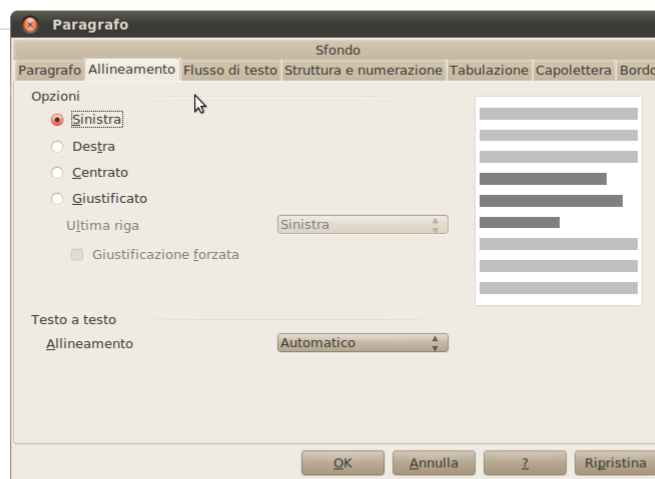 Paragrafo
Sfondo
Paragrafo Allineamento Flusso di testo Struttura e numerazione Tabulazione Capolettera Bordo
Opzioni
Sinistra
Destra
Centrato
Giustificato
Ultima riga Sinistra
Giustificazione forzata
Testo a testo
Allineamento Automatico
OK Annulla ? Ripristina